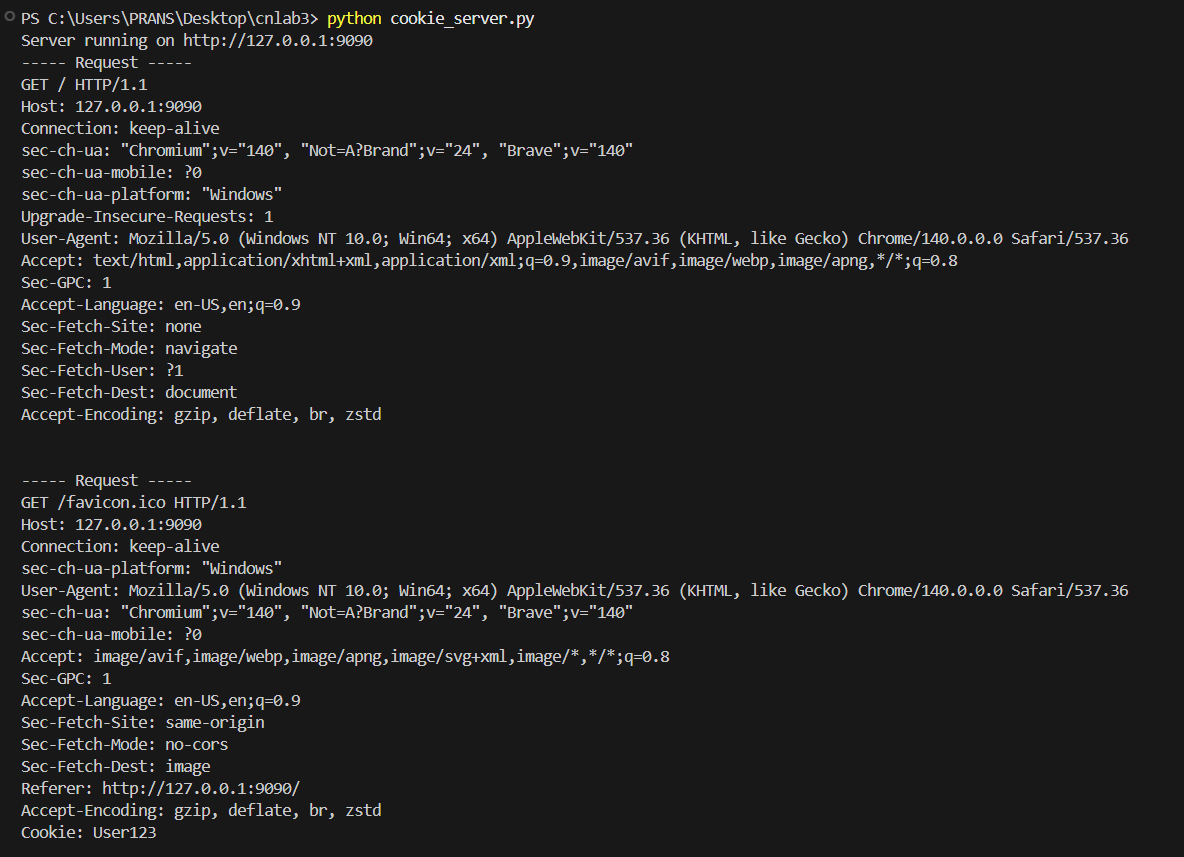 PS C:\Users\PRANS\Desktop\cnlab3> python cookie_server.py
Server running on http://127.0.0.1:9090
----- Request -----
GET / HTTP/1.1
Host: 127.0.0.1:9090
Connection: keep-alive
sec-ch-ua: "Chromium";v="140", "Not=A?Brand";v="24", "Brave";v="140"
sec-ch-ua-mobile: ?0
sec-ch-ua-platform: "Windows"
Upgrade-Insecure-Requests: 1
User-Agent: Mozilla/5.0 (Windows NT 10.0; Win64; x64) AppleWebKit/537.36 (KHTML, like Gecko) Chrome/140.0.0.0 Safari/537.36
Accept: text/html,application/xhtml+xml,application/xml;q=0.9,image/avif,image/webp,image/apng,*/*;q=0.8
Sec-GPC: 1
Accept-Language: en-US,en;q=0.9
Sec-Fetch-Site: none
Sec-Fetch-Mode: navigate
Sec-Fetch-User: ?1
Sec-Fetch-Dest: document
Accept-Encoding: gzip, deflate, br, zstd
----- Request -----
GET /favicon.ico HTTP/1.1
Host: 127.0.0.1:9090
Connection: keep-alive
sec-ch-ua-platform: "Windows"
User-Agent: Mozilla/5.0 (Windows NT 10.0; Win64; x64) AppleWebKit/537.36 (KHTML, like Gecko) Chrome/140.0.0.0 Safari/537.36
sec-ch-ua: "Chromium";v="140", "Not=A?Brand";v="24", "Brave";v="140"
sec-ch-ua-mobile: ?0
Accept: image/avif,image/webp,image/apng,image/svg+xml,image/*,*/*;q=0.8
Sec-GPC: 1
Accept-Language: en-US,en;q=0.9
Sec-Fetch-Site: same-origin
Sec-Fetch-Mode: no-cors
Sec-Fetch-Dest: image
Referer: http://127.0.0.1:9090/
Accept-Encoding: gzip, deflate, br, zstd
Cookie: User123